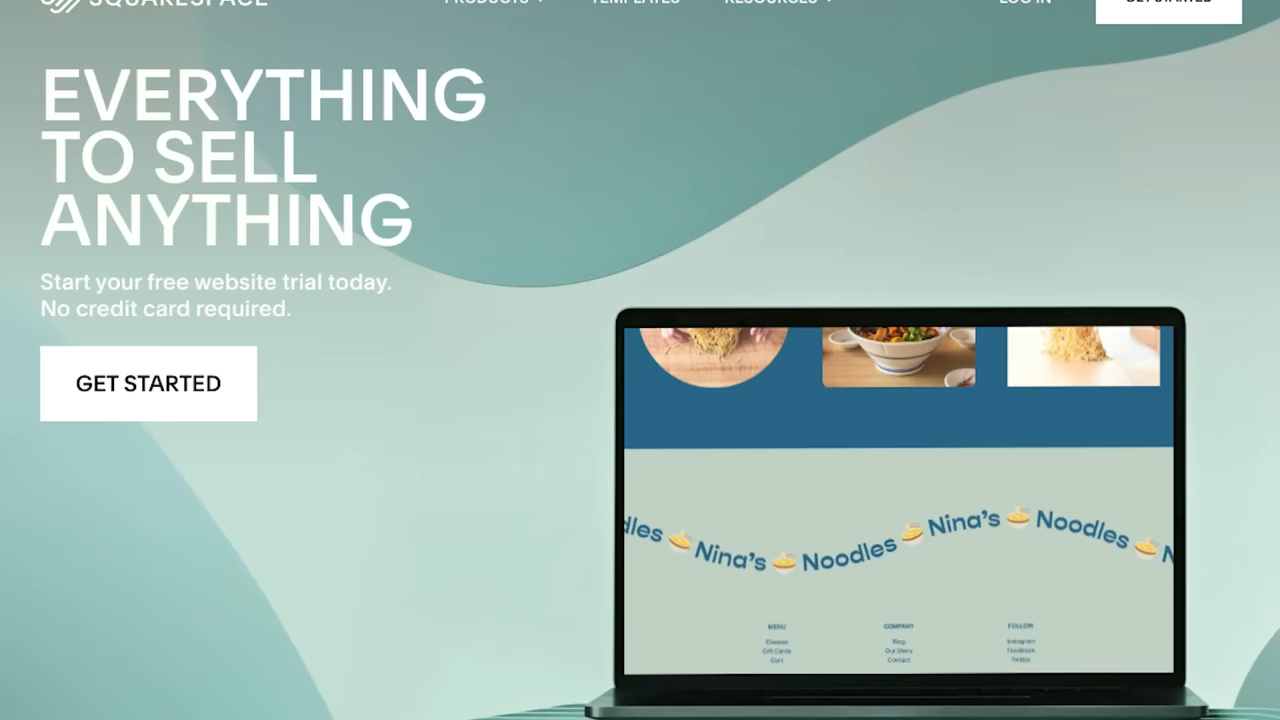 SQUARESPACE
PRODUCTS
TEMPLATES
RESOURCES
LOG IN
GET STARTED
EVERYTHING
TO SELL
ANYTHING
Start your free website trial today.
No credit card required.
GET STARTED
dles Nina's Noodles Nina's Noodles N
MENU
Classes
Gift Cards
Cart
COMPANY
Blog
Our Story
Contact
FOLLOW
Instagram
Facebook
Twitter